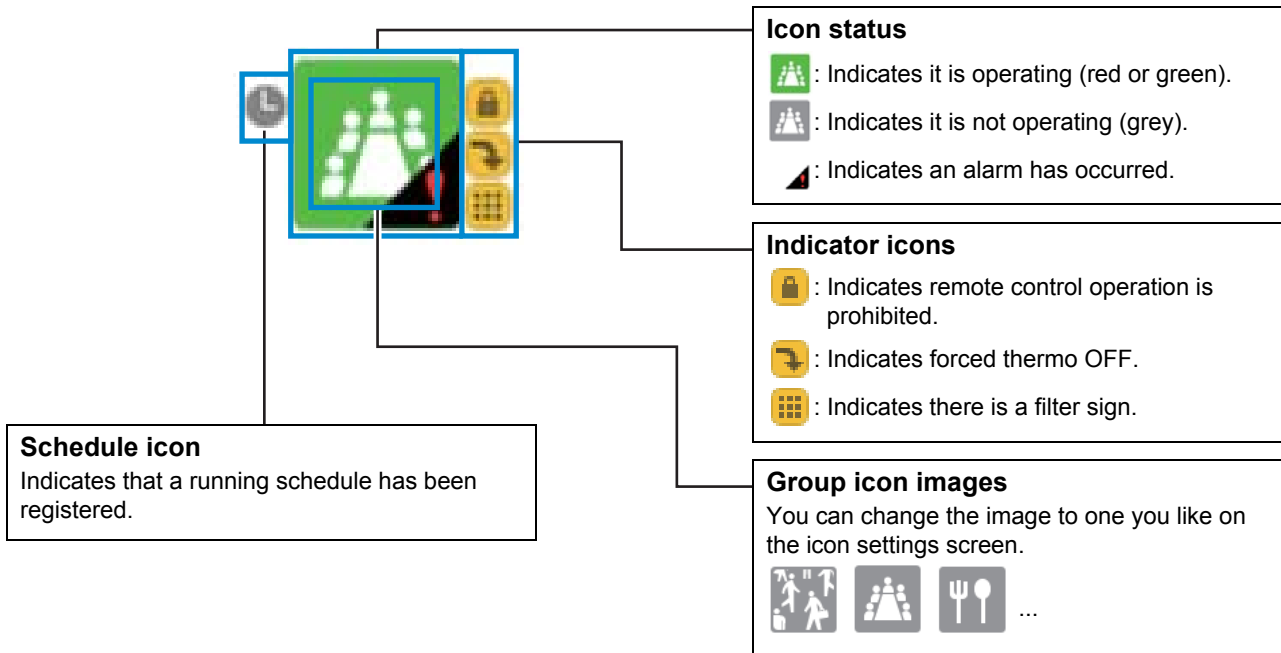 Icon status
: Indicates it is operating (red or green).
: Indicates it is not operating (grey).
: Indicates an alarm has occurred.
Indicator icons
: Indicates remote control operation is
prohibited.
: Indicates forced thermo OFF.
: Indicates there is a filter sign.
Schedule icon
Indicates that a running schedule has been
registered.
Group icon images
You can change the image to one you like on
the icon settings screen.
...